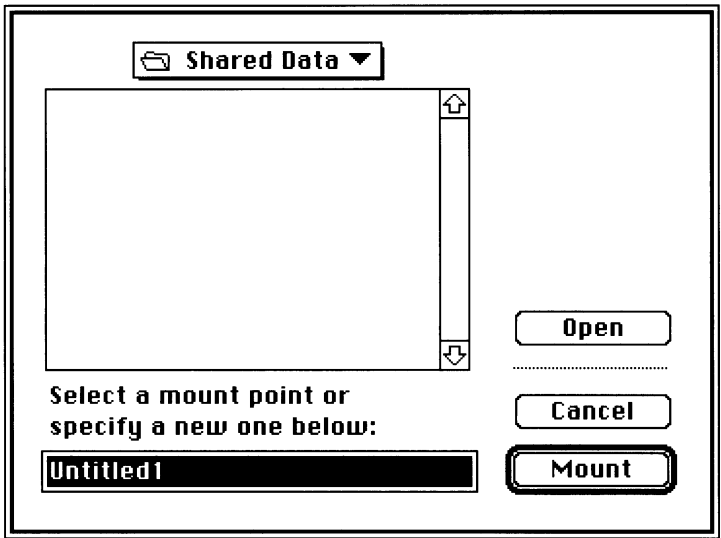 Shared Data
Open
Select a mount point or
specify a new one below:
Cancel
Untitled1
Mount